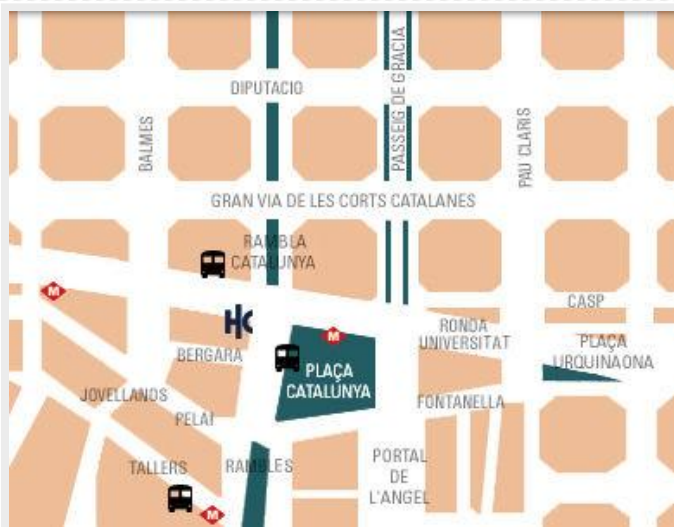 DIPUTACIO
PASSEIG DE GRACIA
BALMES
PAU CLARIS
GRAN VIA DE LES CORTS CATALANES
RAMBLA
CATALUNYA
M
CASP
HC
M
RONDA
UNIVERSITAT
PLAÇA
URQUINAONA
BERGARA
PLAÇA
CATALUNYA
JOVELLANOS
FONTANELLA
PELAI
TALLERS
RAMBLES
PORTAL
DE
L'ANGEL
M